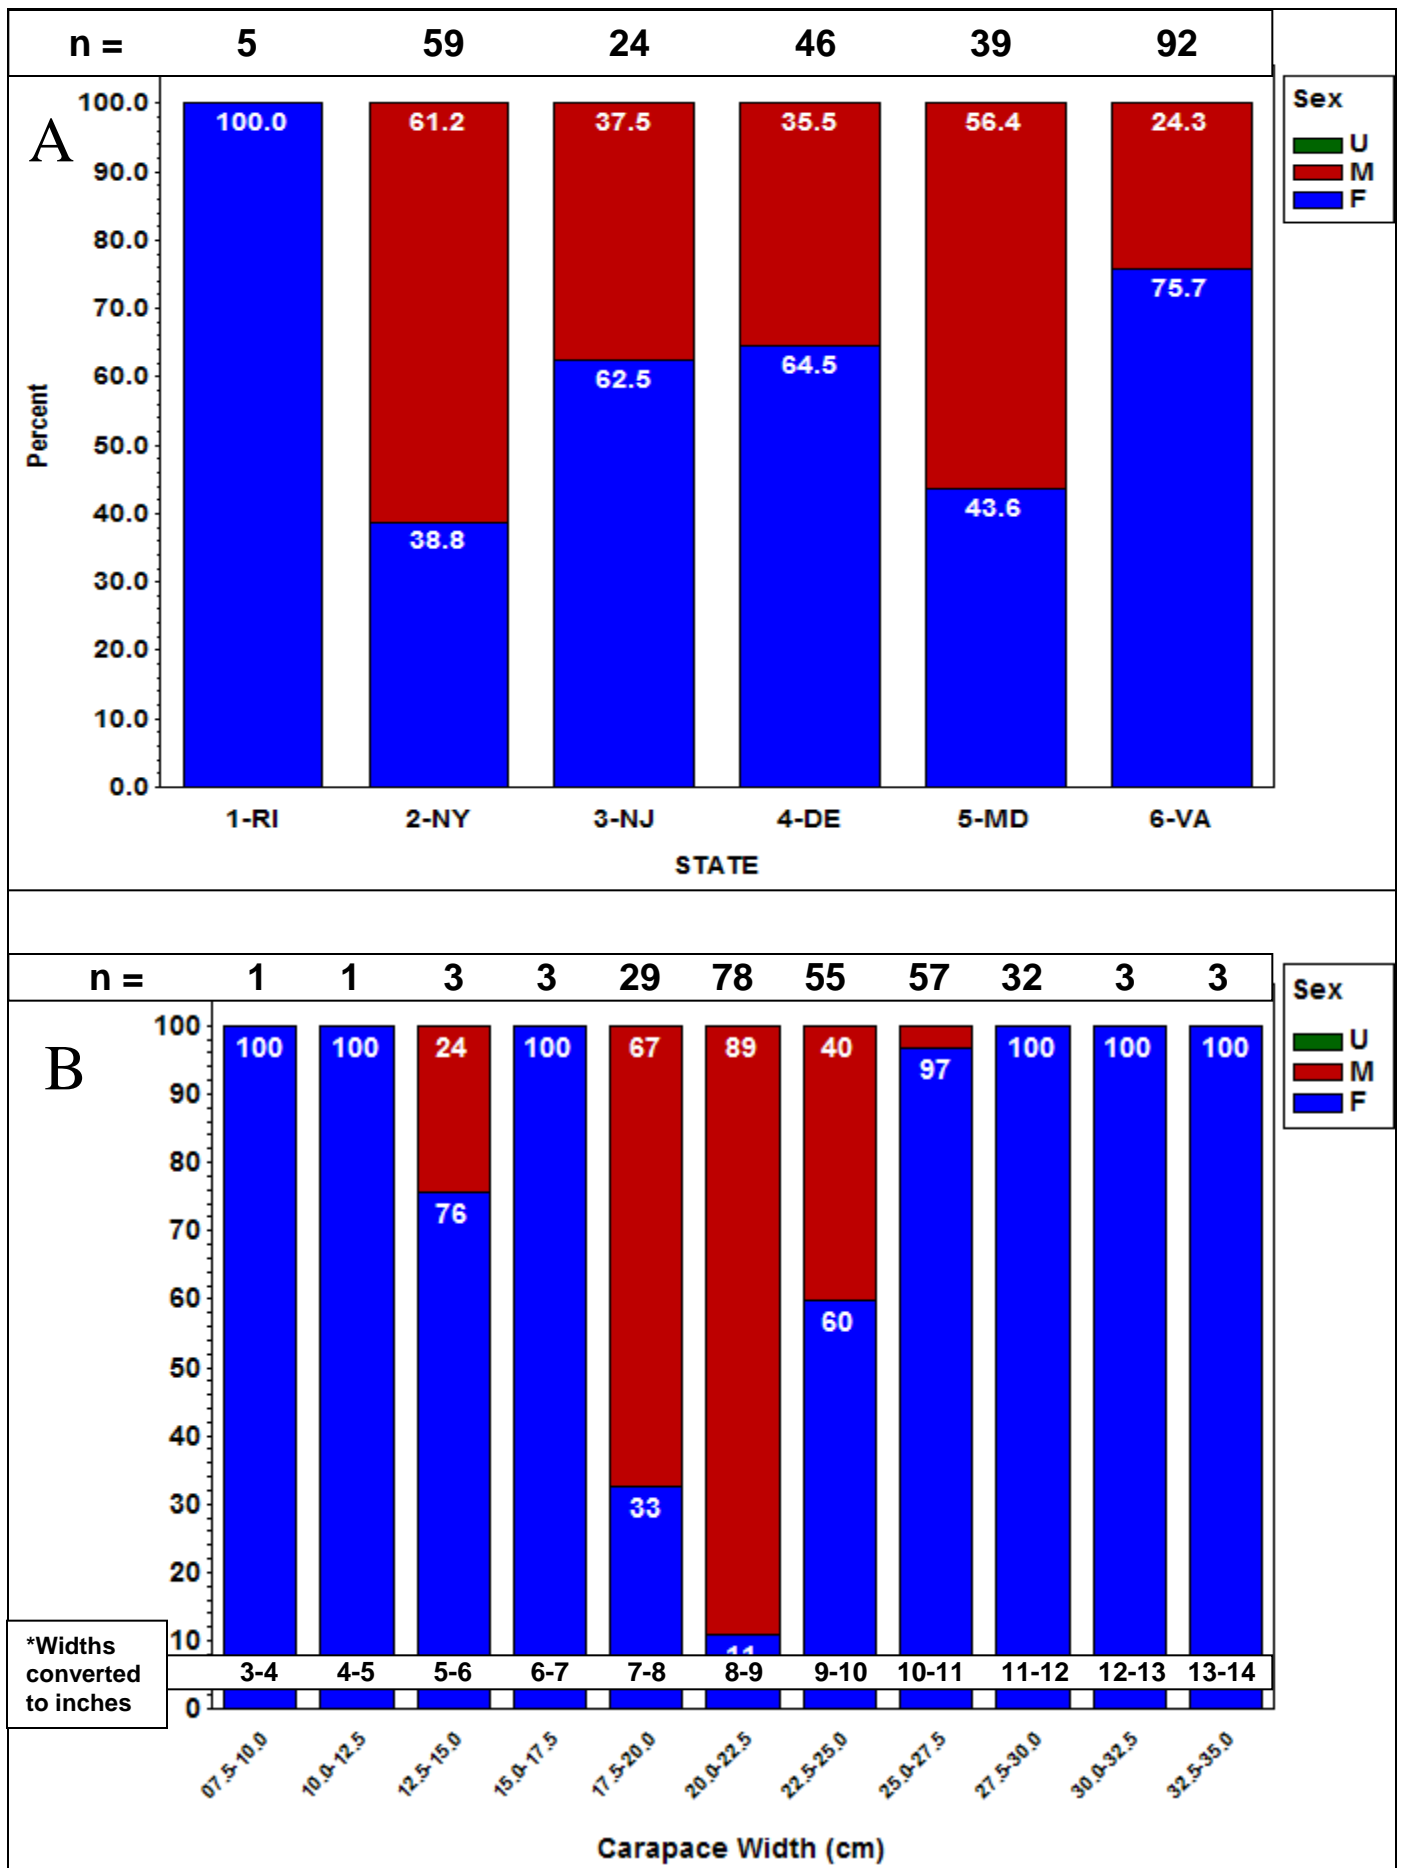 n = 5 59 24 46 39 92
A
Sex
U
M
F
100.0
90.0
80.0
70.0
60.0
50.0
40.0
30.0
20.0
10.0
0.0
Percent
100.0 61.2 37.5 35.5 56.4 24.3
38.8 62.5 64.5 43.6 75.7
1-RI 2-NY 3-NJ 4-DE 5-MD 6-VA
STATE
n = 1 1 3 3 29 78 55 57 32 3 3
B
Sex
U
M
F
100
90
80
70
60
50
40
30
20
10
0
100 100 24 100 67 89 40 97 100 100 100
76 33 11 60
*Widths
converted
to inches
3-4 4-5 5-6 6-7 7-8 8-9 9-10 10-11 11-12 12-13 13-14
07.5-10.0 10.0-12.5 12.5-15.0 15.0-17.5 17.5-20.0 20.0-22.5 22.5-25.0 25.0-27.5 27.5-30.0 30.0-32.5 32.5-35.0
Carapace Width (cm)